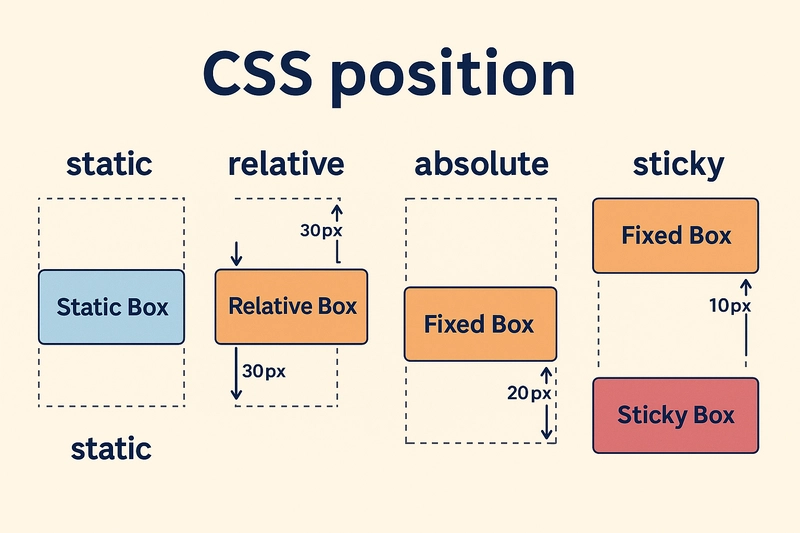 CSS position
static
relative
absolute
sticky
Static Box
30px
Relative Box
30px
Fixed Box
20px
Fixed Box
10px
Sticky Box
static